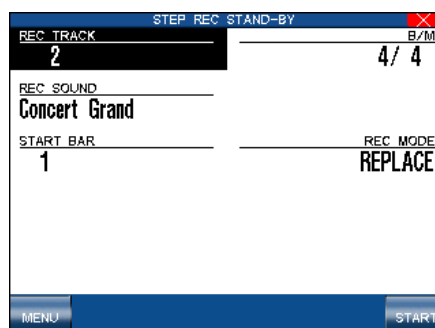 STEP REC STAND-BY
REC TRACK
2
B/M
4/ 4
REC SOUND
Concert Grand
START BAR
1
REC MODE
REPLACE
MENU
START